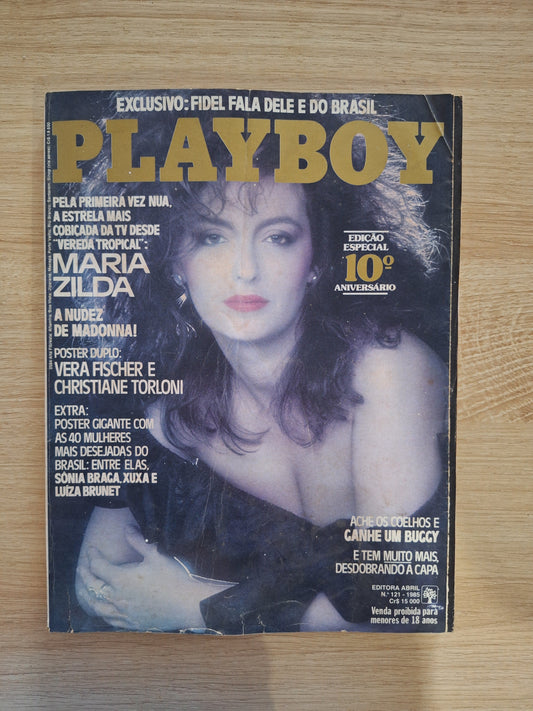 EXCLUSIVO: FIDEL FALA DELE E DO BRASIL
PLAYBOY
PELA PRIMEIRA VEZ NUA,
A ESTRELA MAIS
COBIÇADA DA TV DESDE
"VEREDA TROPICAL":
MARIA
ZILDA
A NUDEZ
DE MADONNA!
POSTER DUPLO:
VERA FISCHER E
CHRISTIANE TORLONI
EXTRA:
POSTER GIGANTE COM
AS 40 MULHERES
MAIS DESEJADAS DO
BRASIL: ENTRE ELAS,
SÔNIA BRAGA, XUXA E
LUÍZA BRUNET
EDIÇÃO
ESPECIAL
10º
ANIVERSÁRIO
ACHE OS COELHOS E
GANHE UM BUGGY
E TEM MUITO MAIS,
DESDOBRANDO A CAPA
EDITORA ABRIL
N.º 121 - 1985
Cr$ 15 000
Venda proibida para
menores de 18 anos